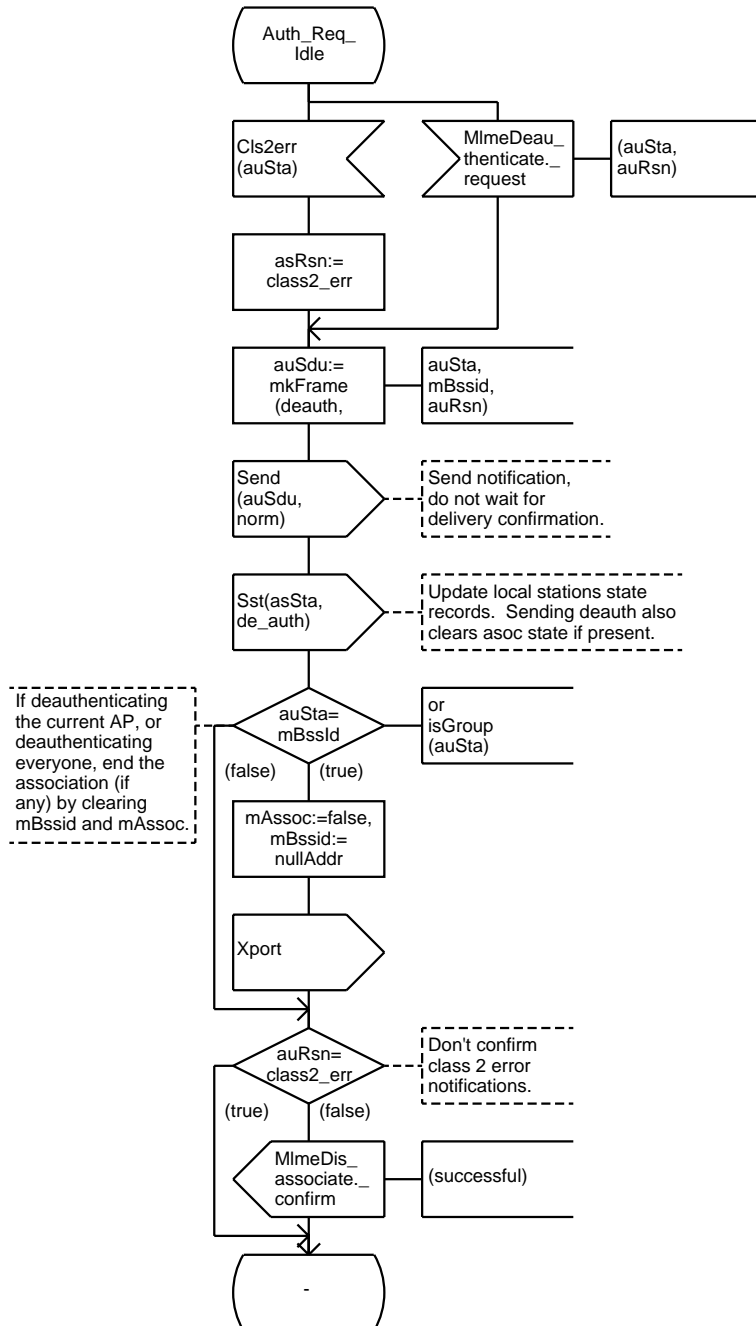 Auth_Req_
Idle
Cls2err
(auSta)
MlmeDeau_
thenticate._
request
(auSta,
auRsn)
asRsn:=
class2_err
auSdu:=
mkFrame
(deauth,
auSta,
mBssid,
auRsn)
Send
(auSdu,
norm)
Send notification,
do not wait for
delivery confirmation.
Sst(asSta,
de_auth)
Update local stations state
records. Sending deauth also
clears asoc state if present.
If deauthenticating
the current AP, or
deauthenticating
everyone, end the
association (if
any) by clearing
mBssid and mAssoc.
auSta=
mBssId
or
isGroup
(auSta)
(false)
(true)
mAssoc:=false,
mBssid:=
nullAddr
Xport
auRsn=
class2_err
Don't confirm
class 2 error
notifications.
(true)
(false)
MlmeDis_
associate._
confirm
(successful)
-